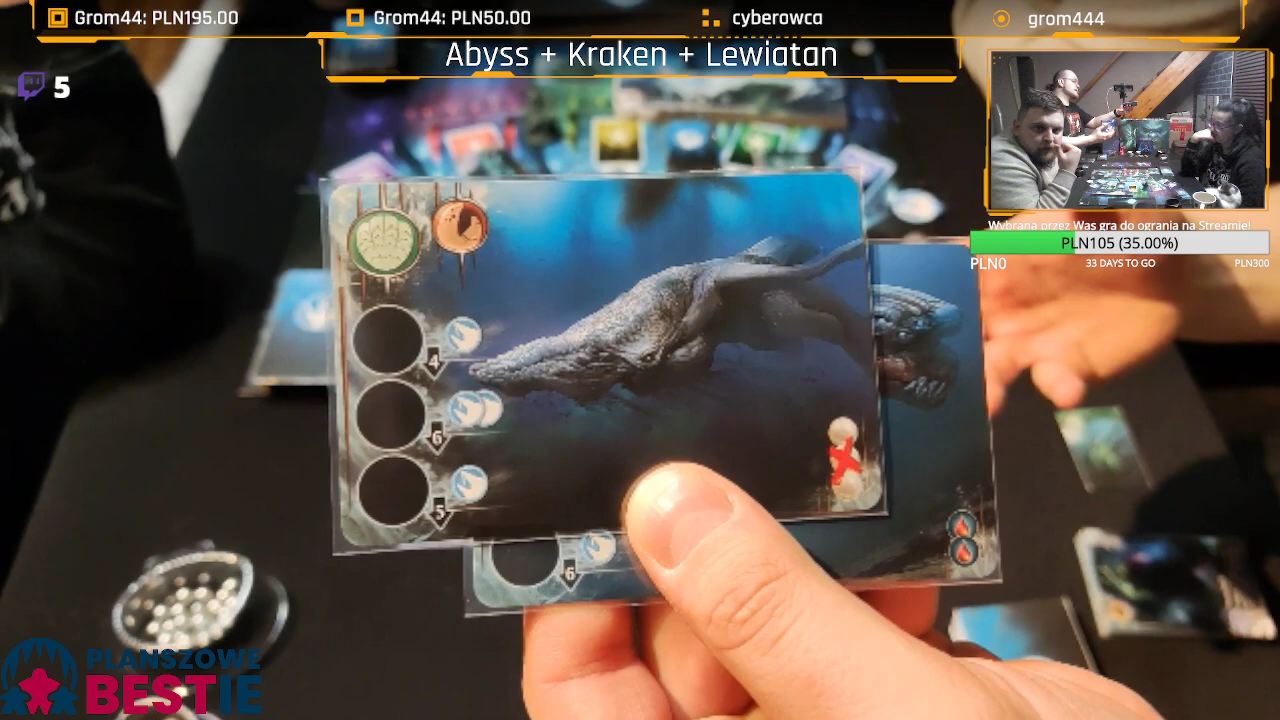 Grom44: PLN195.00
Grom44: PLN50.00
cyberowca
grom444
Abyss + Kraken + Lewiatan
5
Wybrana przez Was gra do ogrania na Streamie!
PLN105 (35.00%)
PLN0
33 DAYS TO GO
PLN300
4
6
5
6
PLANSZOWE
BESTIE